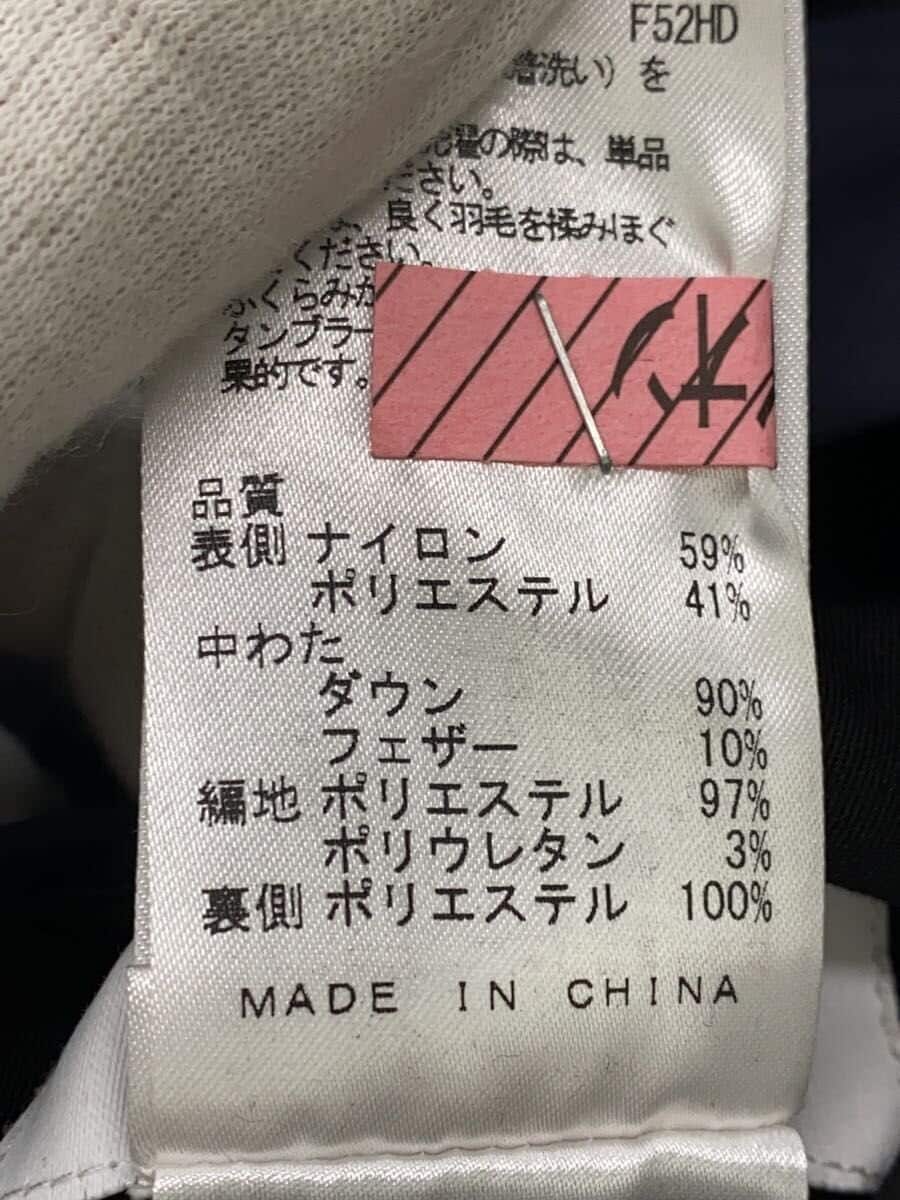 F52HD
洗い）を
の際は、単品
ださい。
、良く羽毛を揉みほぐ
ください。
ふくらみが
タンブラー
果的です。
品質
表側 ナイロン 59%
ポリエステル 41%
中わた
ダウン 90%
フェザー 10%
編地 ポリエステル 97%
ポリウレタン 3%
裏側 ポリエステル 100%
MADE IN CHINA